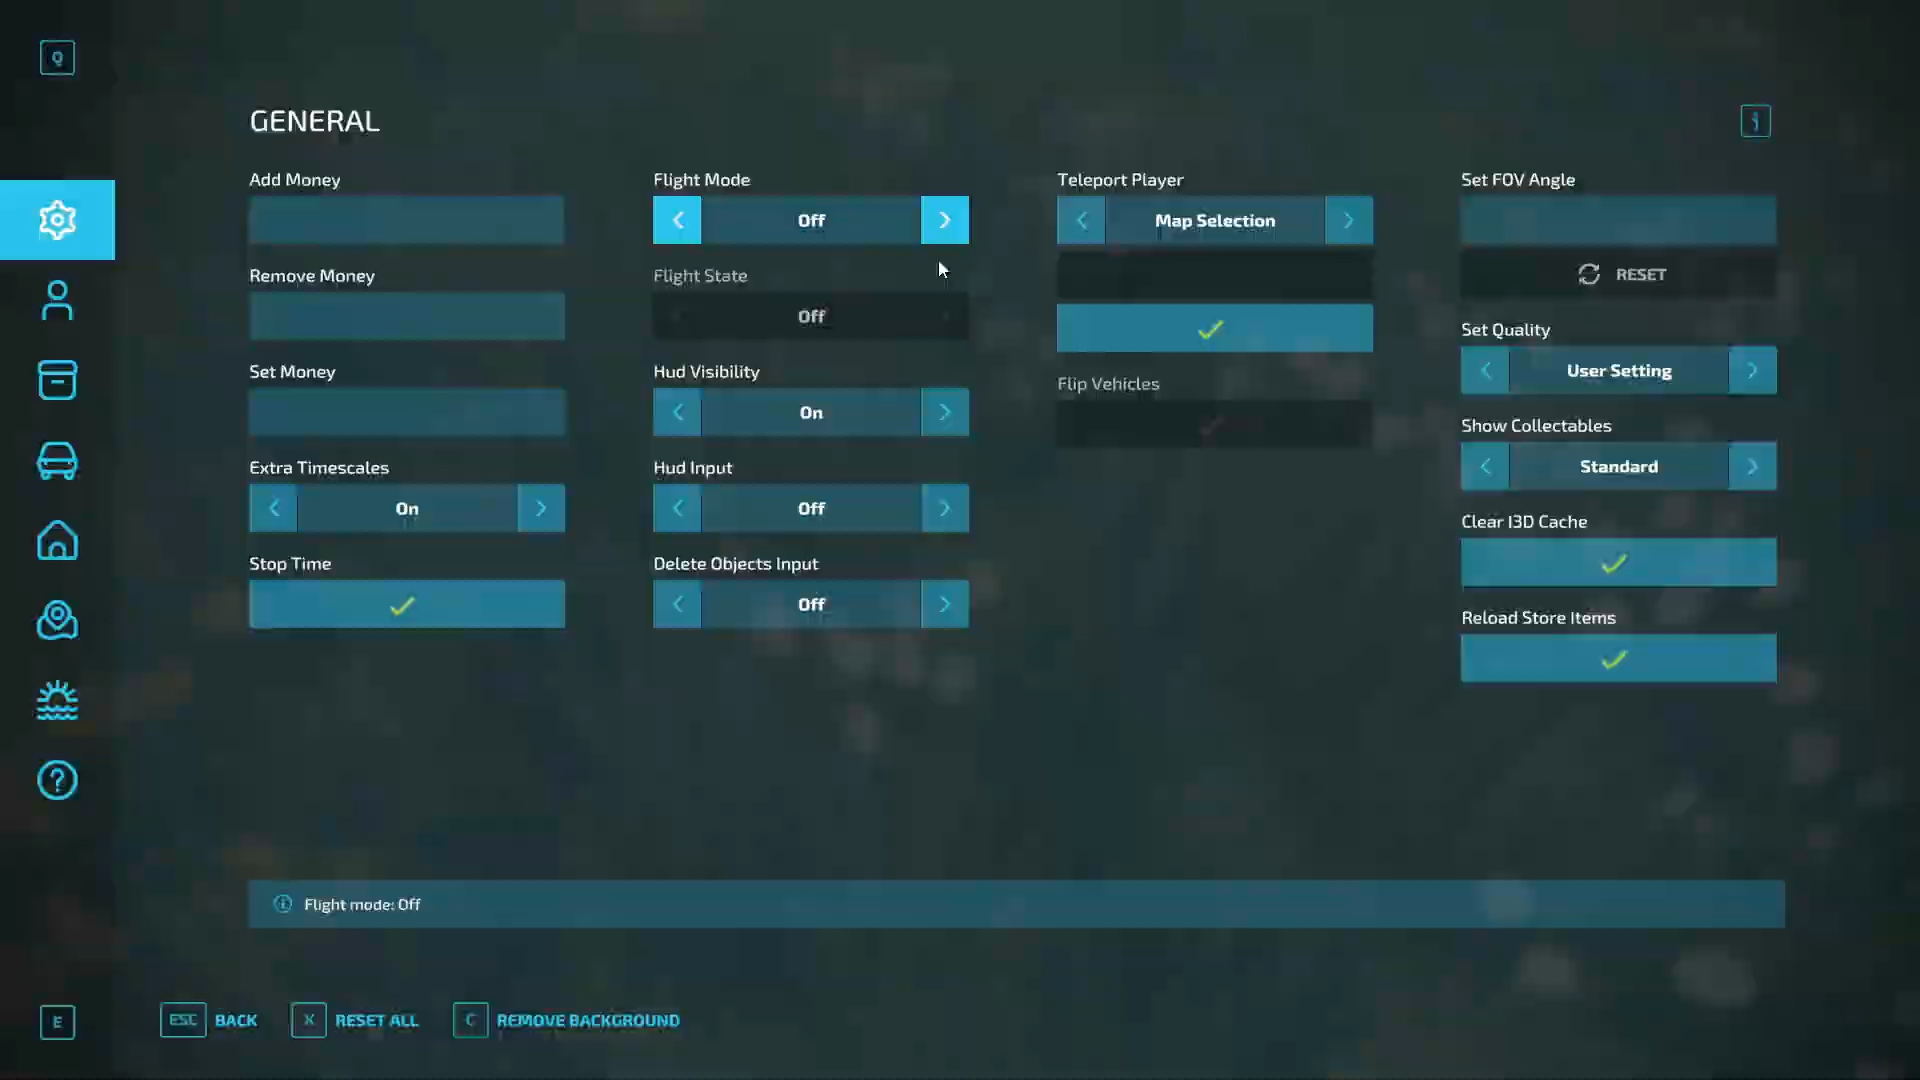 Q
GENERAL
Add Money
Remove Money
Set Money
Extra Timescales
On
Stop Time
Flight Mode
Off
Flight State
Off
Hud Visibility
On
Hud Input
Off
Delete Objects Input
Off
Teleport Player
Map Selection
Flip Vehicles
Set FOV Angle
RESET
Set Quality
User Setting
Show Collectables
Standard
Clear I3D Cache
Reload Store Items
Flight mode: Off
E
ESC BACK X RESET ALL C REMOVE BACKGROUND